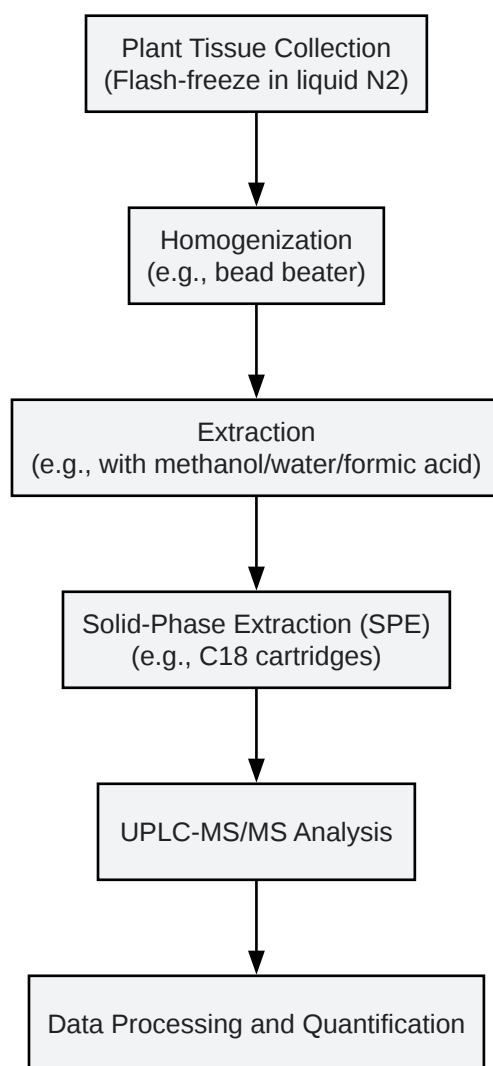 Plant Tissue Collection
(Flash-freeze in liquid N2)
Homogenization
(e.g., bead beater)
Extraction
(e.g., with methanol/water/formic acid)
Solid-Phase Extraction (SPE)
(e.g., C18 cartridges)
UPLC-MS/MS Analysis
Data Processing and Quantification